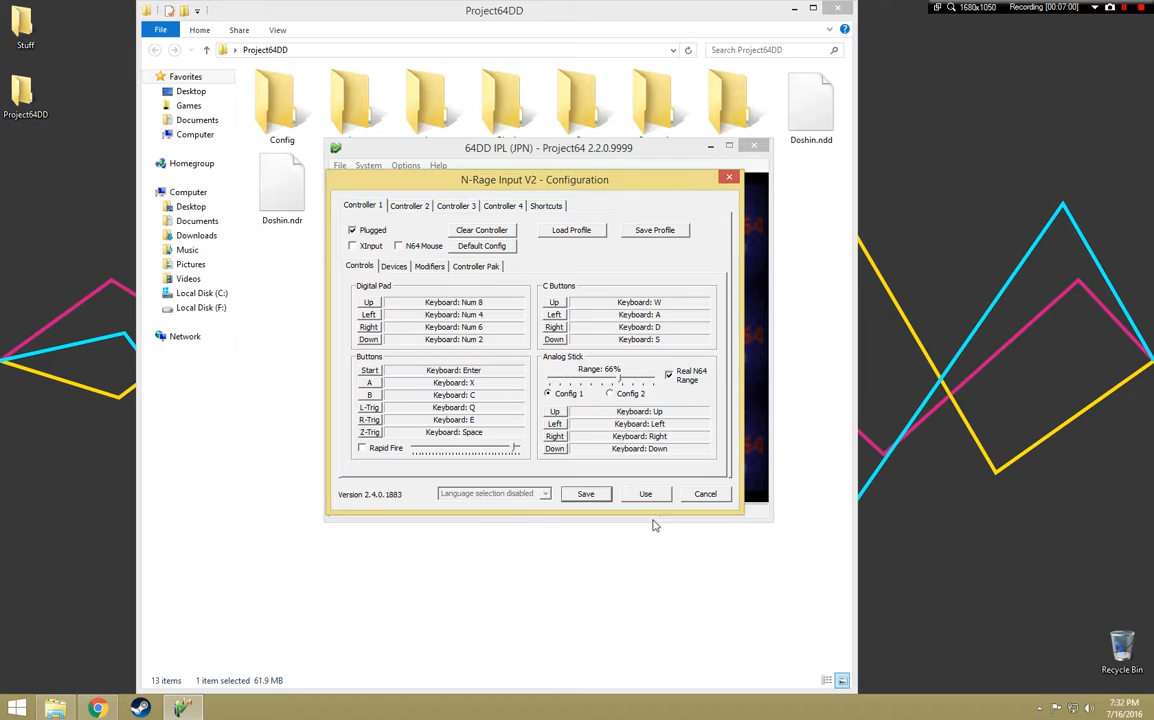 Stuff
Project64DD
Project64DD
File Home Share View
Project64DD
Search Project64DD
1680x1050 Recording [00:07:00]
Favorites
Desktop
Games
Documents
Computer
Homegroup
Computer
Desktop
Documents
Downloads
Music
Pictures
Videos
Local Disk (C:)
Local Disk (F:)
Network
Config
Doshin.ndd
Doshin.ndr
64DD IPL (JPN) - Project64 2.2.0.9999
File System Options Help
N-Rage Input V2 - Configuration
Controller 1 Controller 2 Controller 3 Controller 4 Shortcuts
Plugged Clear Controller Load Profile Save Profile
XInput N64 Mouse Default Config
Controls Devices Modifiers Controller Pak
Digital Pad
Up Keyboard: Num 8
Left Keyboard: Num 4
Right Keyboard: Num 6
Down Keyboard: Num 2
C Buttons
Up Keyboard: W
Left Keyboard: A
Right Keyboard: D
Down Keyboard: S
Buttons
Start Keyboard: Enter
A Keyboard: X
B Keyboard: C
L-Trig Keyboard: Q
R-Trig Keyboard: E
Z-Trig Keyboard: Space
Rapid Fire
Analog Stick
Range: 66%
Real N64
Range
Config 1 Config 2
Up Keyboard: Up
Left Keyboard: Left
Right Keyboard: Right
Down Keyboard: Down
Version 2.4.0.1883 Language selection disabled Save Use Cancel
13 items 1 item selected 61.9 MB
Recycle Bin
7:32 PM
7/16/2016